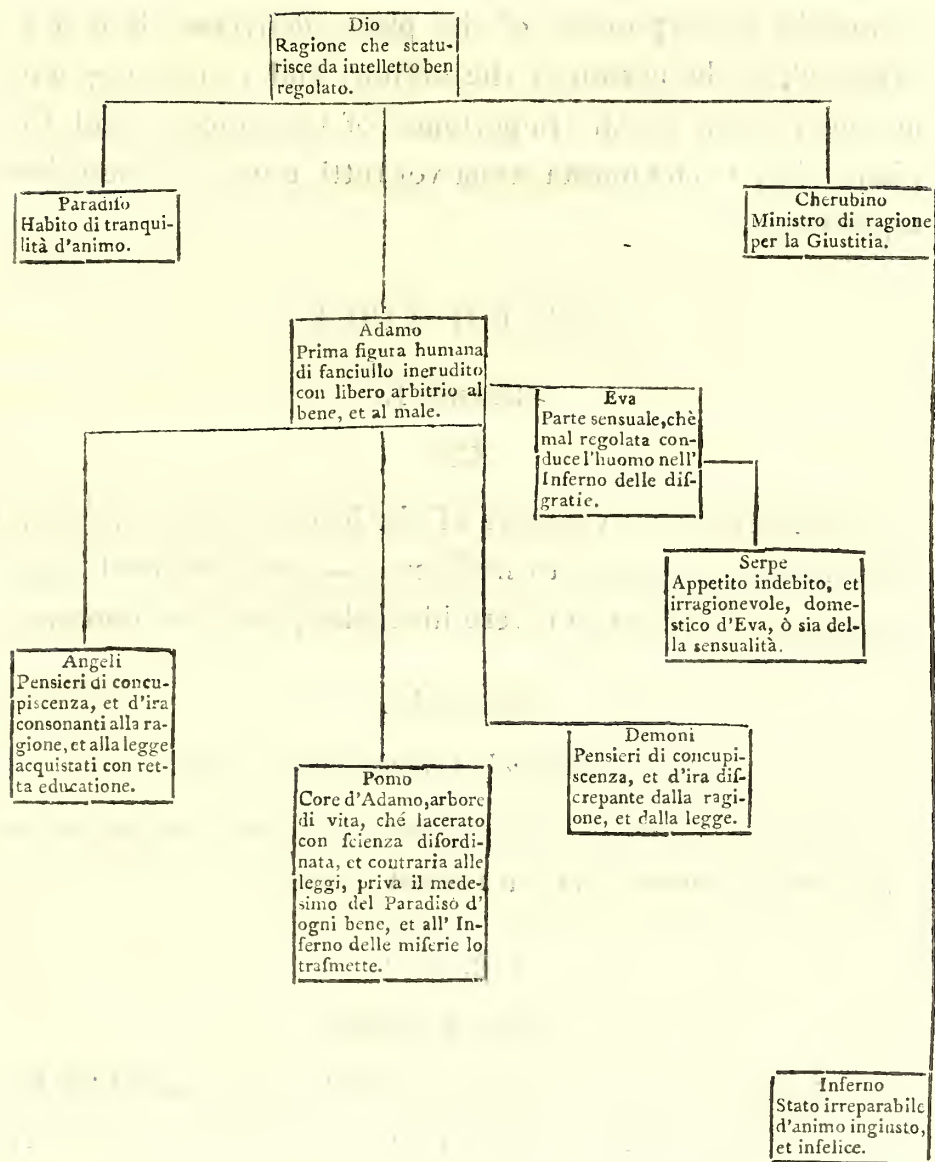 Dio
Ragione che scatu-
risce da intelletto ben
regolato.
Paradiſo
Habito di tranqui-
lità d'animo.
Cherubino
Ministro di ragione
per la Giustitia.
Adamo
Prima figura humana
di fanciullo inerudito
con libero arbitrio al
bene, et al male.
Eva
Parte sensuale, chè
mal regolata con-
duce l'huomo nell'
Inferno delle diſ-
gratie.
Serpe
Appetito indebito, et
irragionevole, dome-
stico d'Eva, ò sia del-
la sensualità.
Angeli
Pensieri di concu-
piscenza, et d'ira
consonanti alla ra-
gione, et alla legge
acquistati con ret-
ta educatione.
Demoni
Pensieri di concupi-
scenza, et d'ira diſ-
crepante dalla ragi-
one, et dalla legge.
Pomo
Core d'Adamo, arbore
di vita, ché lacerato
con ſcienza diſordi-
nata, et contraria alle
leggi, priva il mede-
simo del Paradisò d'
ogni bene, et all' In-
ferno delle miſerie lo
traſmette.
Inferno
Stato irreparabile
d'animo ingiusto,
et infelice.